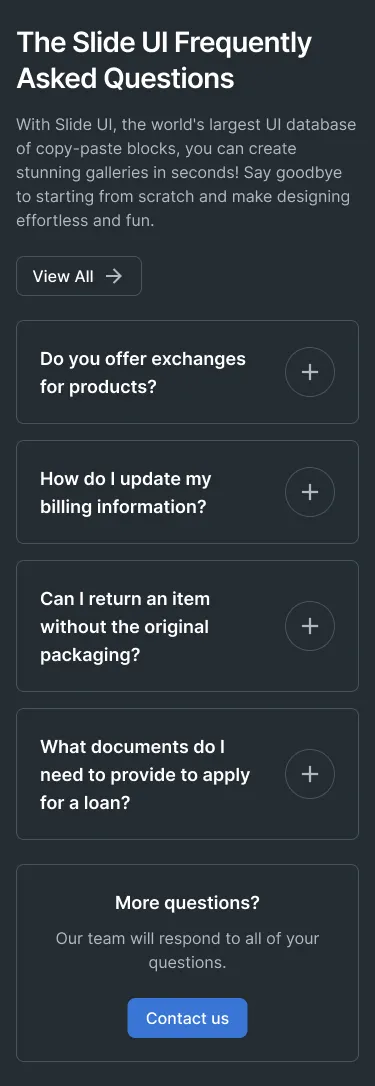 The Slide UI Frequently
Asked Questions
With Slide UI, the world's largest UI database
of copy-paste blocks, you can create
stunning galleries in seconds! Say goodbye
to starting from scratch and make designing
effortless and fun.
View All
Do you offer exchanges
for products?
How do I update my
billing information?
Can I return an item
without the original
packaging?
What documents do I
need to provide to apply
for a loan?
More questions?
Our team will respond to all of your
questions.
Contact us